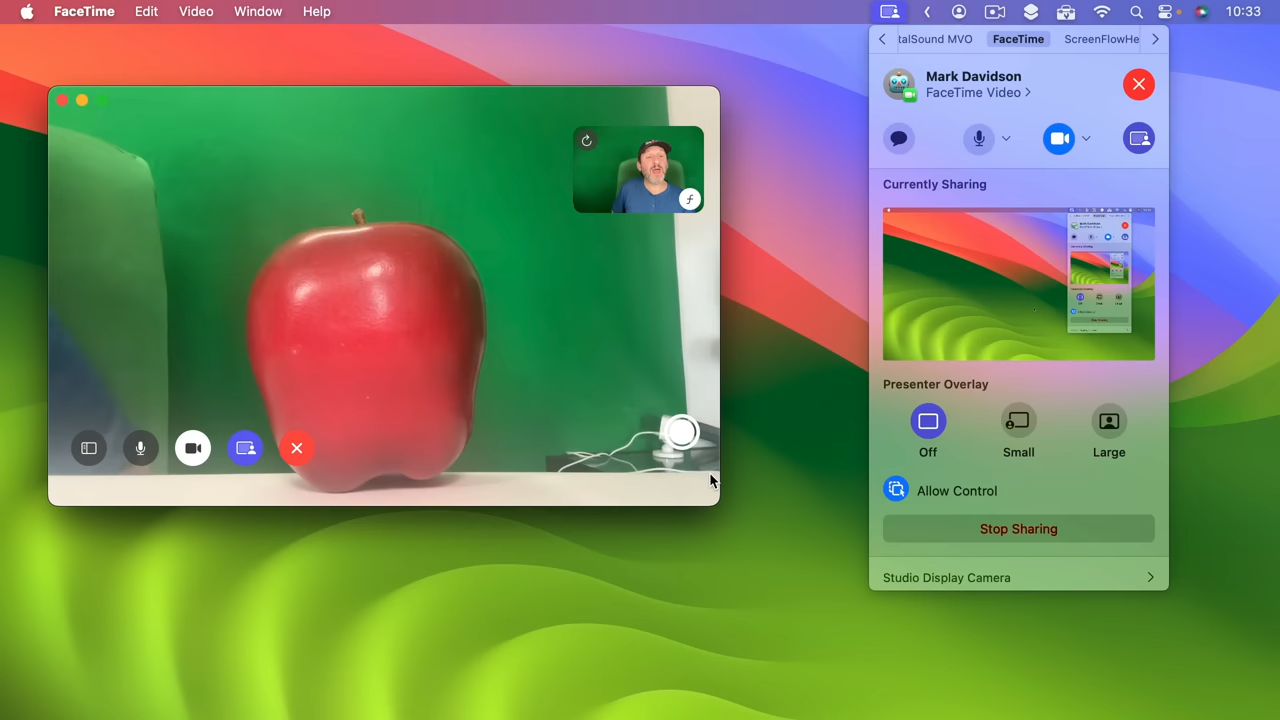 FaceTime Edit Video Window Help 10:33
talSound MVO FaceTime ScreenFlowHe
Mark Davidson
FaceTime Video >
Currently Sharing
Presenter Overlay
Off Small Large
Allow Control
Stop Sharing
Studio Display Camera